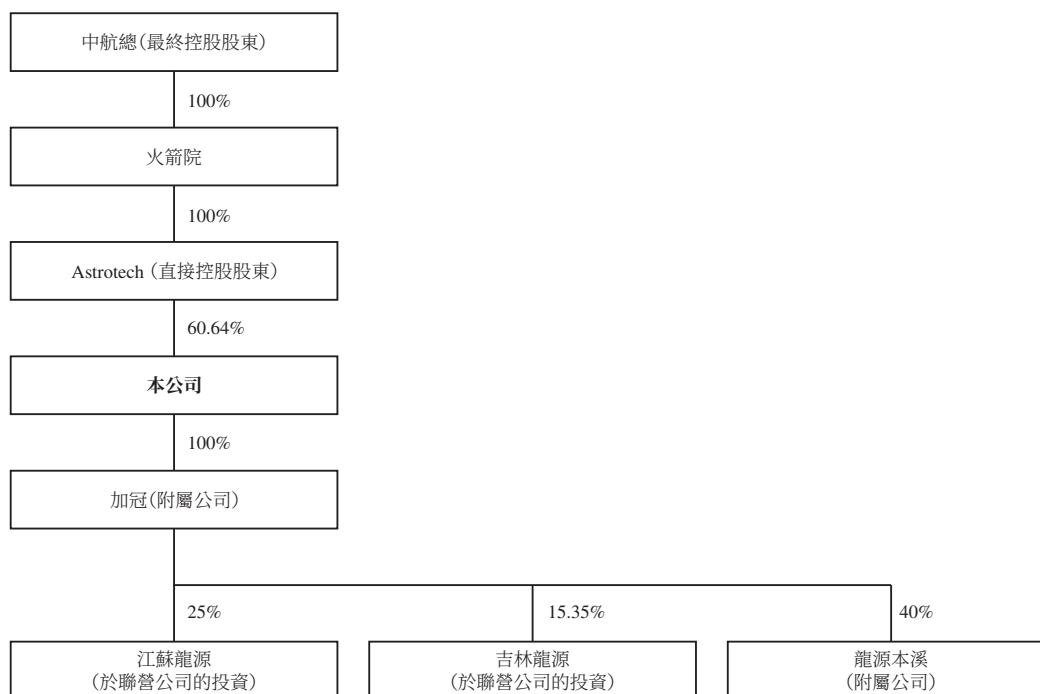 中航總(最終控股股東)
100%
火箭院
100%
Astrotech (直接控股股東)
60.64%
本公司
100%
加冠(附屬公司)
25%
15.35%
40%
江蘇龍源
(於聯營公司的投資)
吉林龍源
(於聯營公司的投資)
龍源本溪
(附屬公司)